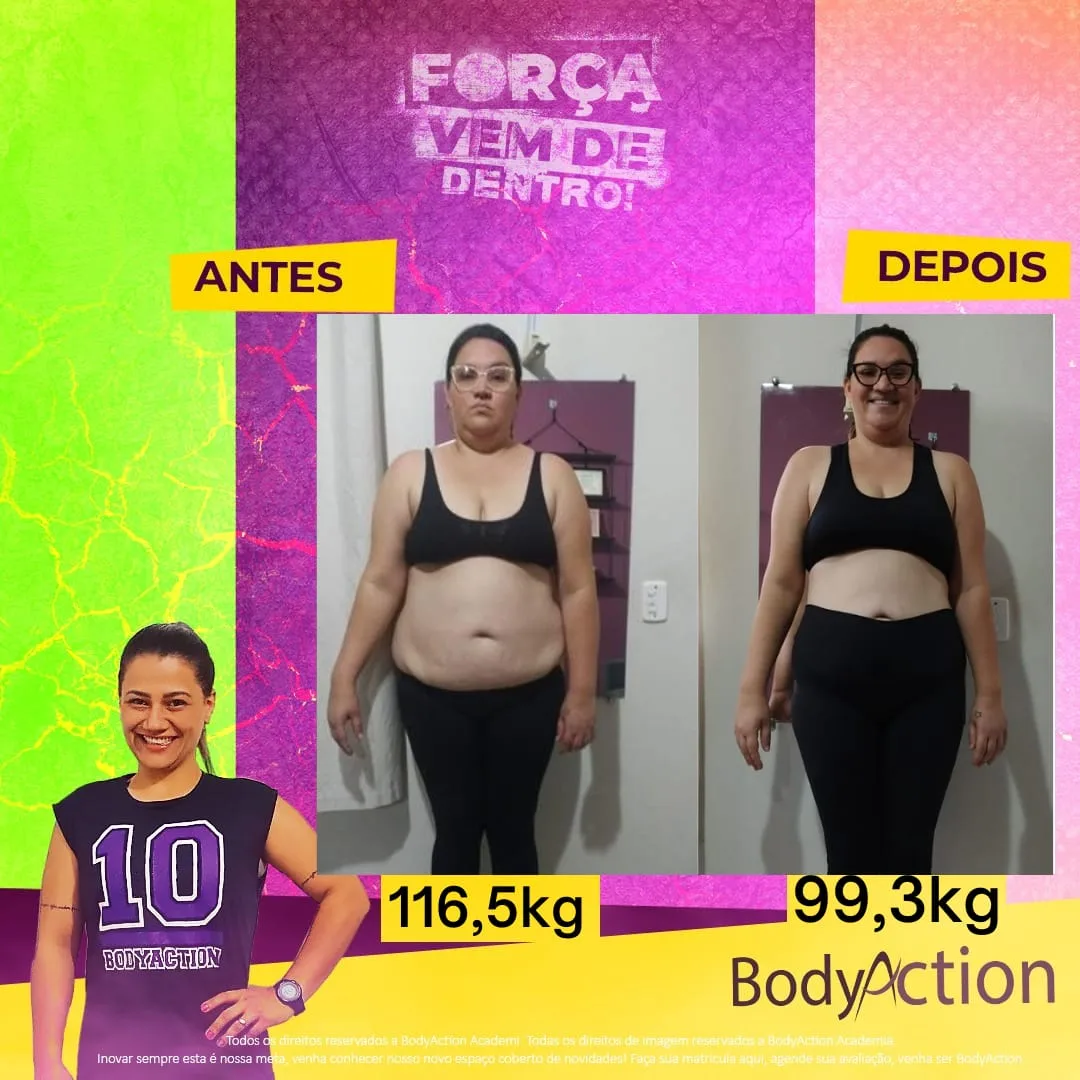 FORÇA
VEM DE
DENTRO!
ANTES
DEPOIS
10
BODYACTION
116,5kg
99,3kg
BodyAction
Todos os direitos reservados a BodyAction Academi Todas os direitos de imagem reservados a BodyAction Academia
Inovar sempre esta é nossa meta, venha conhecer nosso novo espaço coberto de novidades! Faça sua matricula aqui, agende sua avaliação, venha ser BodyAction